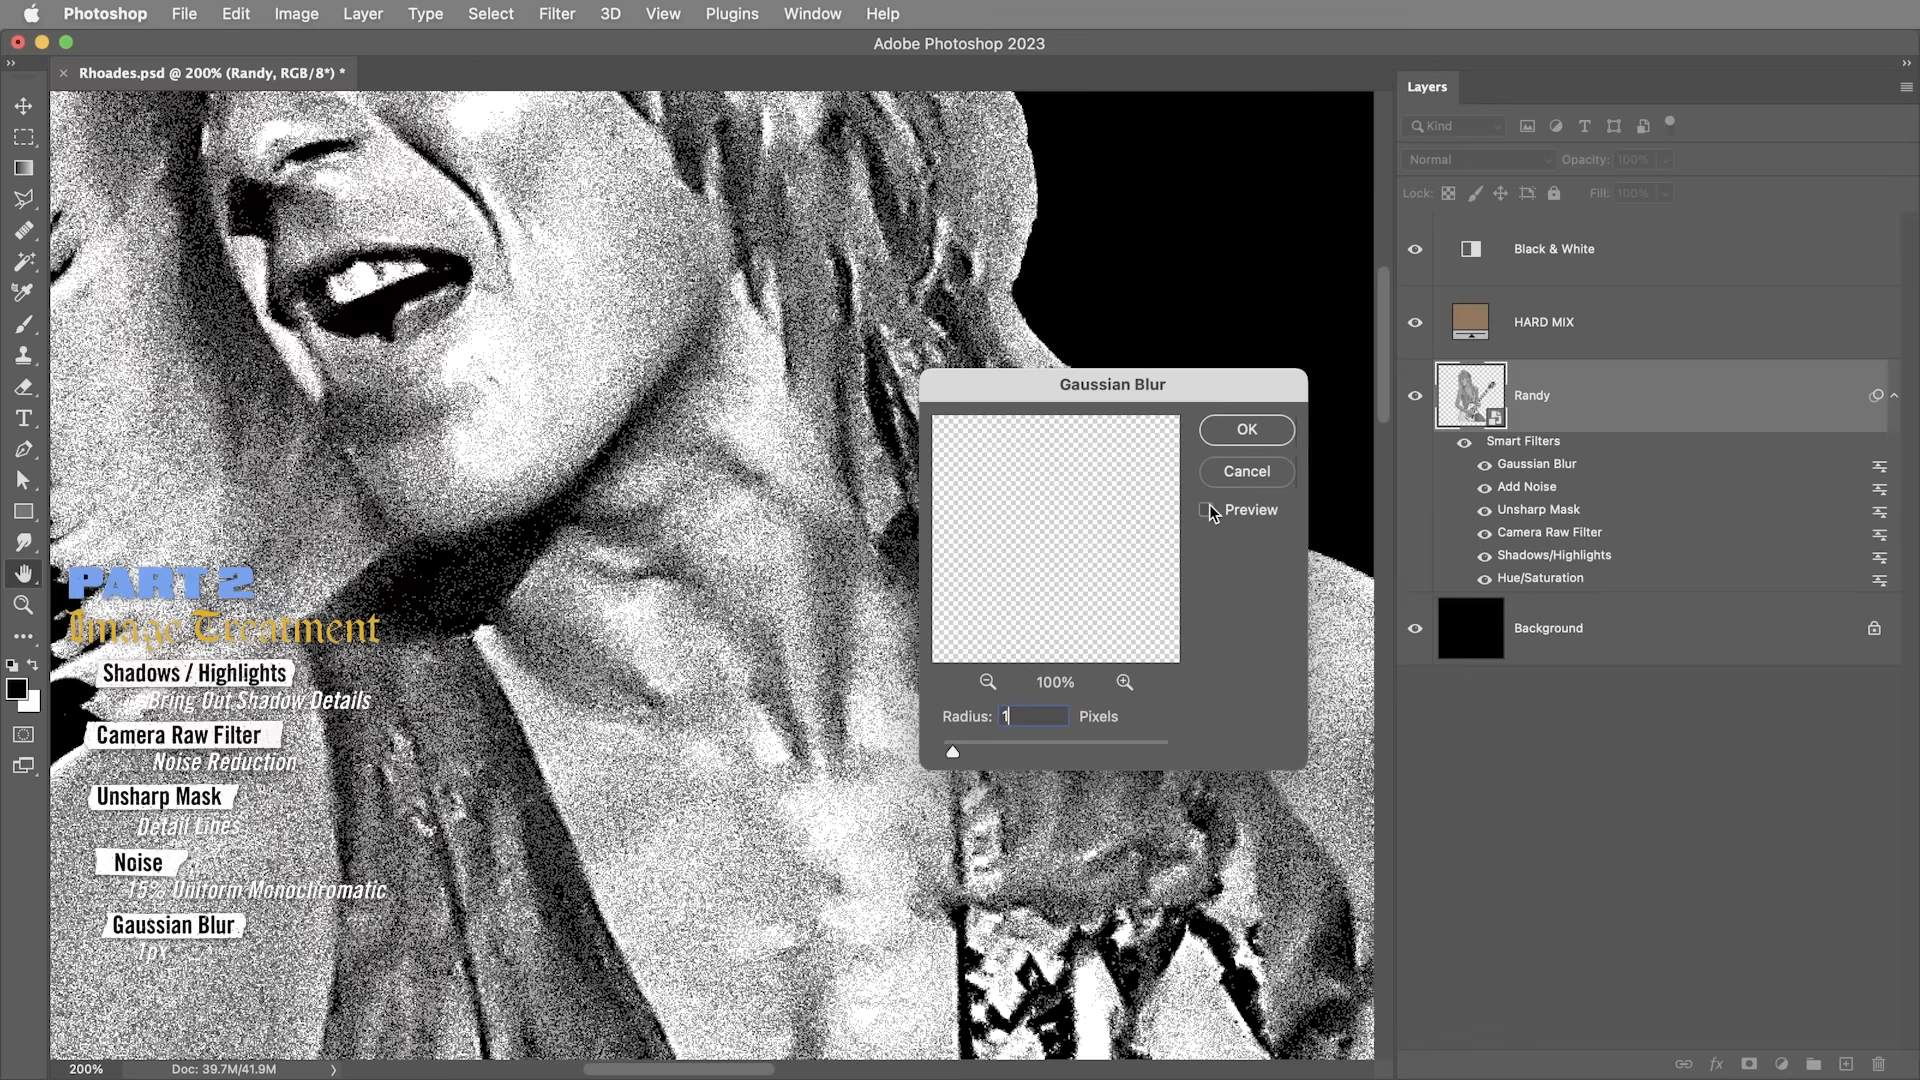 Photoshop File Edit Image Layer Type Select Filter 3D View Plugins Window Help
Adobe Photoshop 2023
Rhoades.psd @ 200% (Randy, RGB/8*) *
Layers
Kind
Normal Opacity: 100%
Lock: Fill: 100%
Black & White
HARD MIX
Randy
Smart Filters
Gaussian Blur
Add Noise
Unsharp Mask
Camera Raw Filter
Shadows/Highlights
Hue/Saturation
Background
Gaussian Blur
OK
Cancel
Preview
100%
Radius: 1 Pixels
PART 2
Image Treatment
Shadows / Highlights
Bring Out Shadow Details
Camera Raw Filter
Noise Reduction
Unsharp Mask
Detail Lines
Noise
15% Uniform Monochromatic
Gaussian Blur
1px
200% Doc: 39.7M/41.9M